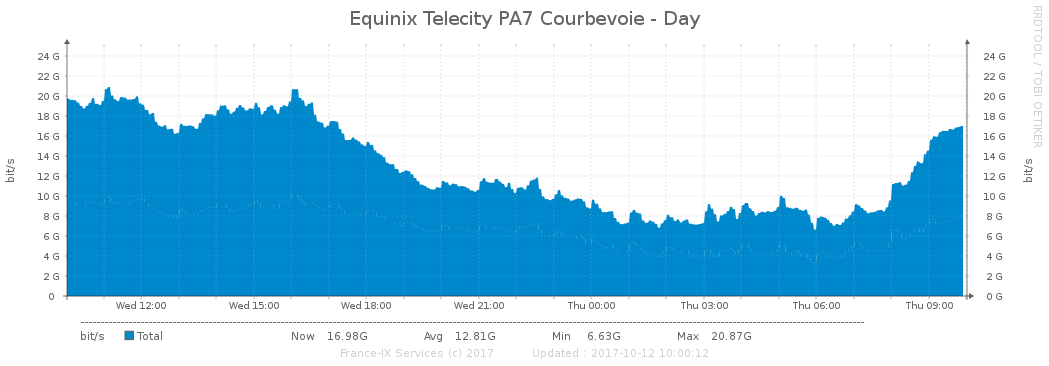 Equinix Telecity PA7 Courbevoie - Day
RRDTOOL / TOBI OETIKER
24 G 24 G
22 G 22 G
20 G 20 G
18 G 18 G
16 G 16 G
14 G 14 G
bit/s 12 G 12 G bit/s
10 G 10 G
8 G 8 G
6 G 6 G
4 G 4 G
2 G 2 G
0 0 G
Wed 12:00 Wed 15:00 Wed 18:00 Wed 21:00 Thu 00:00 Thu 03:00 Thu 06:00 Thu 09:00
bit/s Total Now 16.98G Avg 12.81G Min 6.63G Max 20.87G
France-IX Services (c) 2017 Updated : 2017-10-12 10:00:12